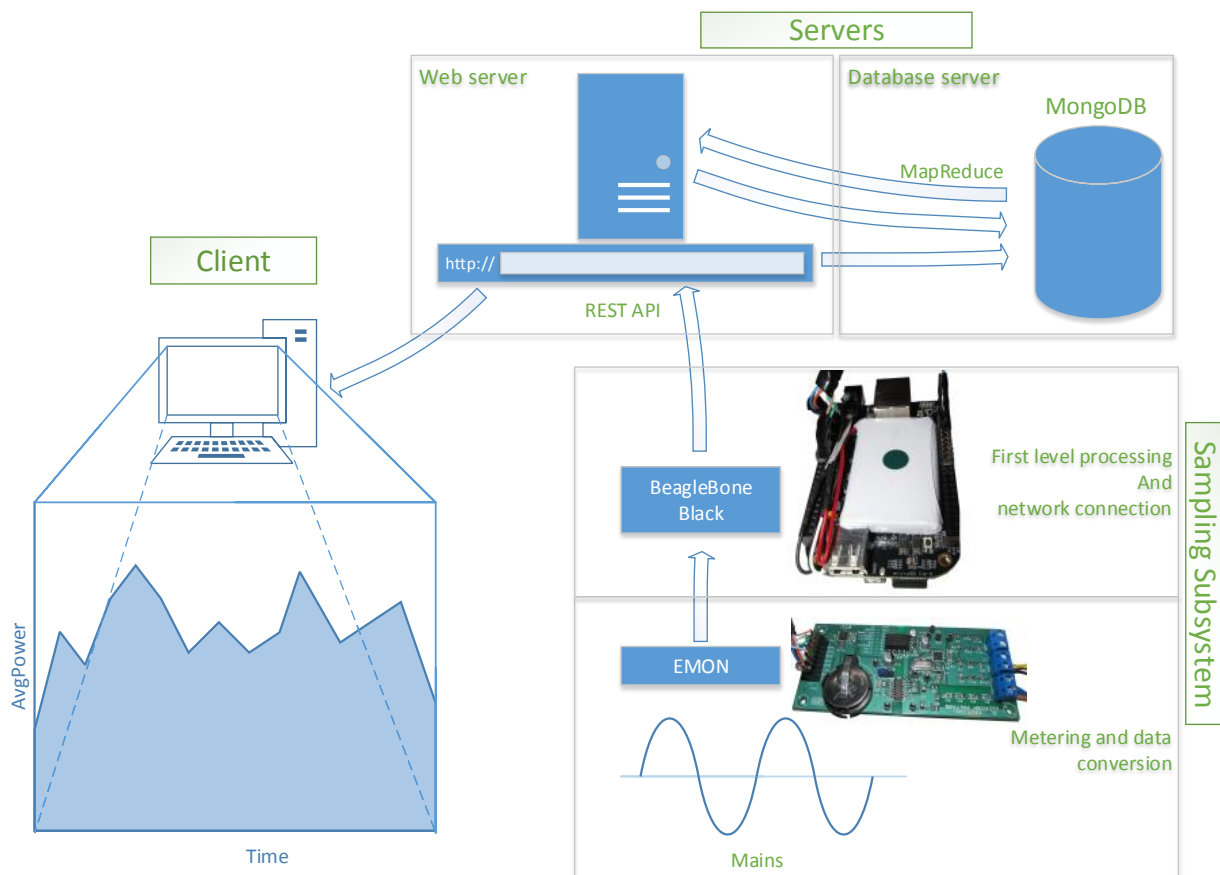 Servers
Web server
Database server
MongoDB
MapReduce
http://
REST API
Client
BeagleBone
Black
First level processing
And
network connection
Sampling Subsystem
EMON
Metering and data
conversion
Mains
AvgPower
Time